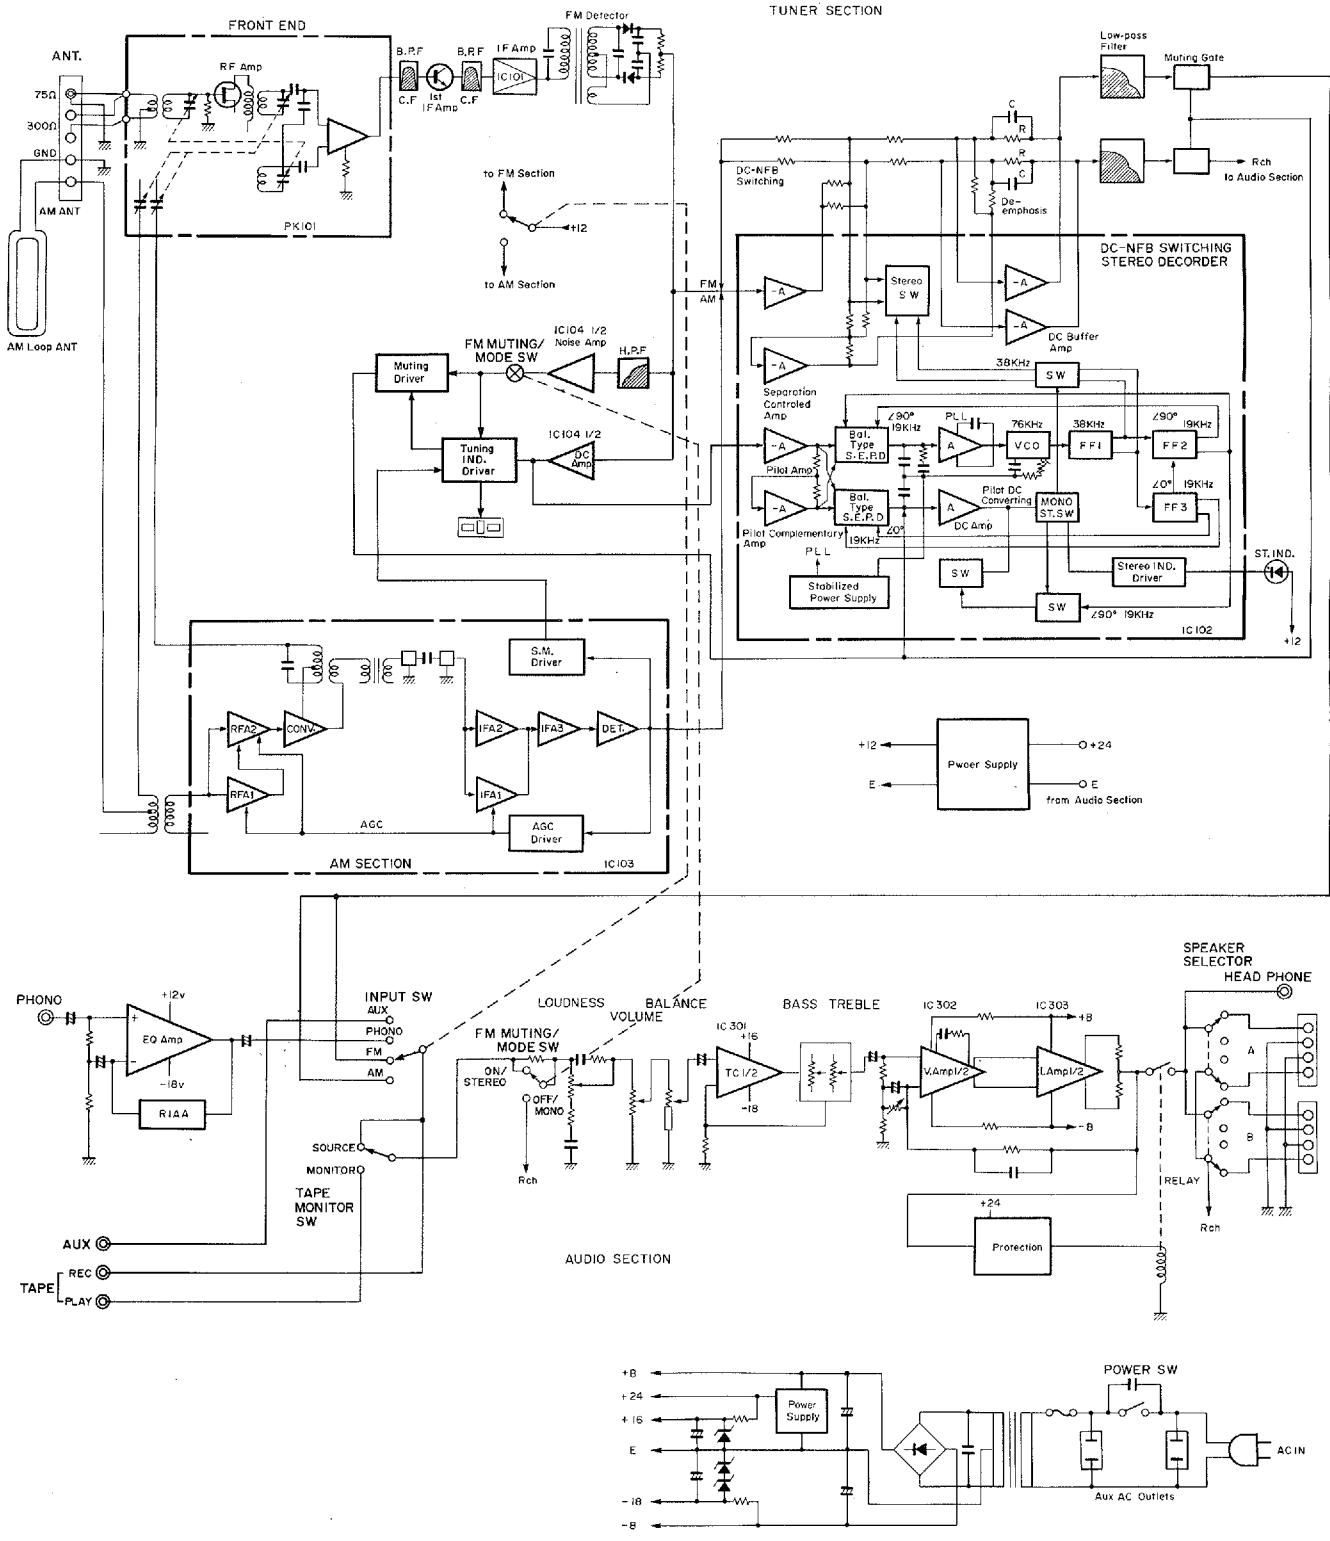 TUNER SECTION
FRONT END
ANT.
RF Amp
75Ω
300Ω
GND
AM ANT
PK101
AM Loop ANT
B.P.F
C.F
1st
IF Amp
B.P.F
C.F
IF Amp
IC101
FM Detector
to FM Section
+12
to AM Section
Low-pass
Filter
Muting Gate
Rch
to Audio Section
C
R
R
C
De-
emphasis
DC-NFB
Switching
DC-NFB SWITCHING
STEREO DECORDER
FM
AM
-A
Stereo
SW
-A
-A
DC Buffer
Amp
-A
Separation
Controled
Amp
38KHz
SW
FM MUTING/
MODE SW
IC104 1/2
Noise Amp
H.P.F
Muting
Driver
IC104 1/2
DC
Amp
Tuning
IND.
Driver
-A
Pilot Amp
-A
Pilot Complementary
Amp
Bal.
Type
S.E.P.D
∠90°
19KHz
Bal.
Type
S.E.P.D
∠0°
19KHz
PLL
A
76KHz
VCO
38KHz
FF1
∠90°
19KHz
FF2
∠0°
19KHz
FF3
A
DC Amp
Pilot DC
Converting
MONO
ST.SW
PLL
Stabilized
Power Supply
SW
SW
∠90° 19KHz
Stereo IND.
Driver
ST. IND.
+12
IC102
S.M.
Driver
RFA2
CONV.
RFA1
IFA2
IFA3
DET.
IFA1
AGC
AGC
Driver
AM SECTION
IC103
+12
E
Pwoer Supply
+24
E
from Audio Section
PHONO
+12v
+
EQ Amp
-
-18v
RIAA
INPUT SW
AUX
PHONO
FM
AM
SOURCE
MONITOR
TAPE
MONITOR
SW
AUX
TAPE
REC
PLAY
LOUDNESS
FM MUTING/
MODE SW
ON/
STEREO
OFF/
MONO
Rch
VOLUME
BALANCE
BASS TREBLE
IC301
+16
TC1/2
-18
IC302
V.Amp1/2
IC303
I.Amp1/2
+B
-B
SPEAKER
SELECTOR
HEAD PHONE
A
B
RELAY
Rch
+24
Protection
AUDIO SECTION
+B
+24
+16
E
-18
-B
Power
Supply
POWER SW
Aux AC Outlets
AC IN